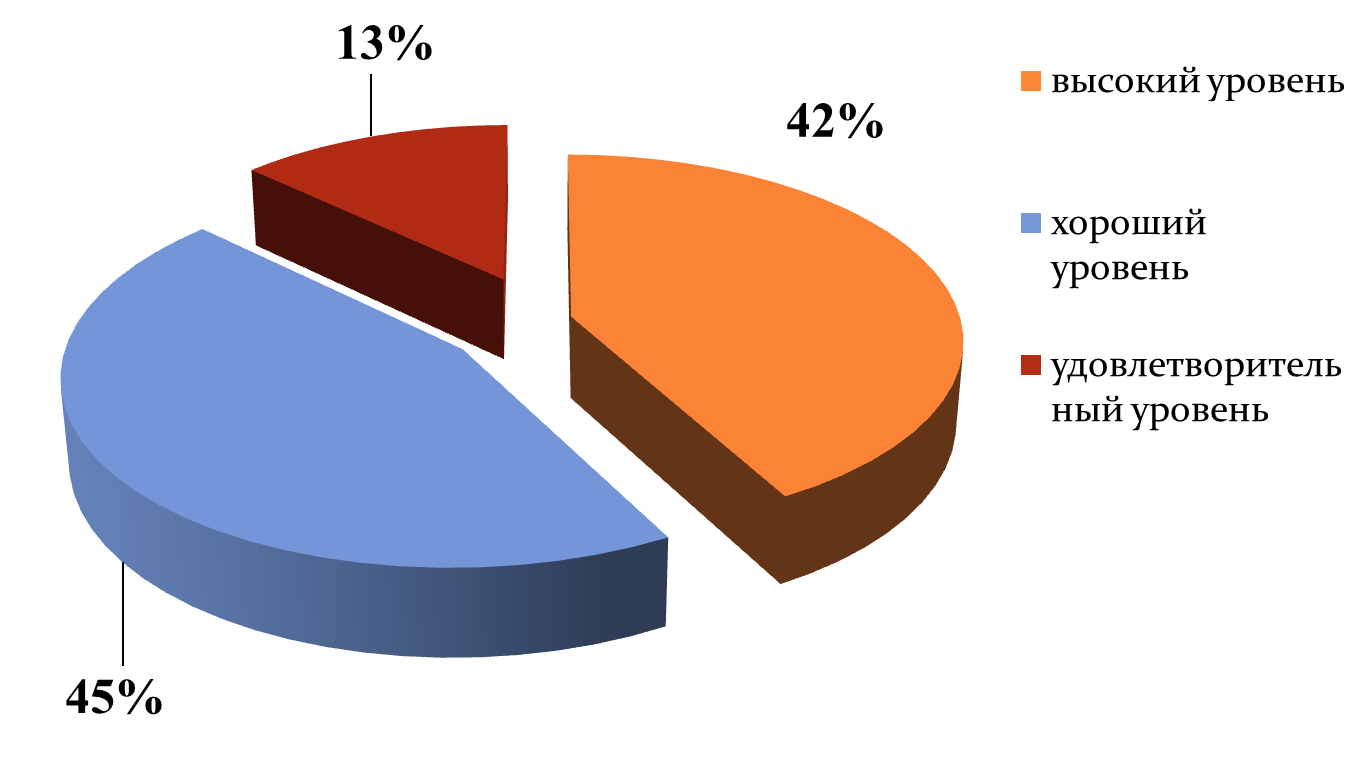 13%
42%
45%
высокий уровень
хороший
уровень
удовлетворитель
ный уровень